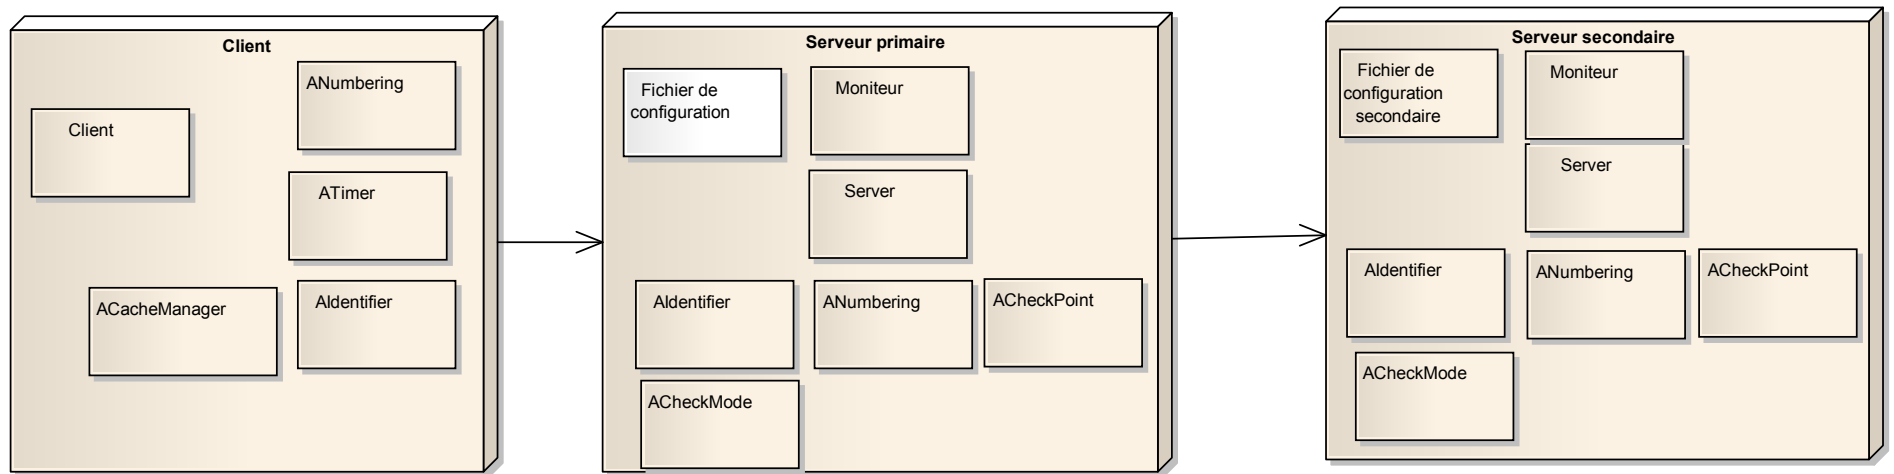 Client
ANumbering
Client
ATimer
ACacheManager
AIdentifier
Serveur primaire
Fichier de
configuration
Moniteur
Server
AIdentifier
ANumbering
ACheckPoint
ACheckMode
Serveur secondaire
Fichier de
configuration
secondaire
Moniteur
Server
AIdentifier
ANumbering
ACheckPoint
ACheckMode